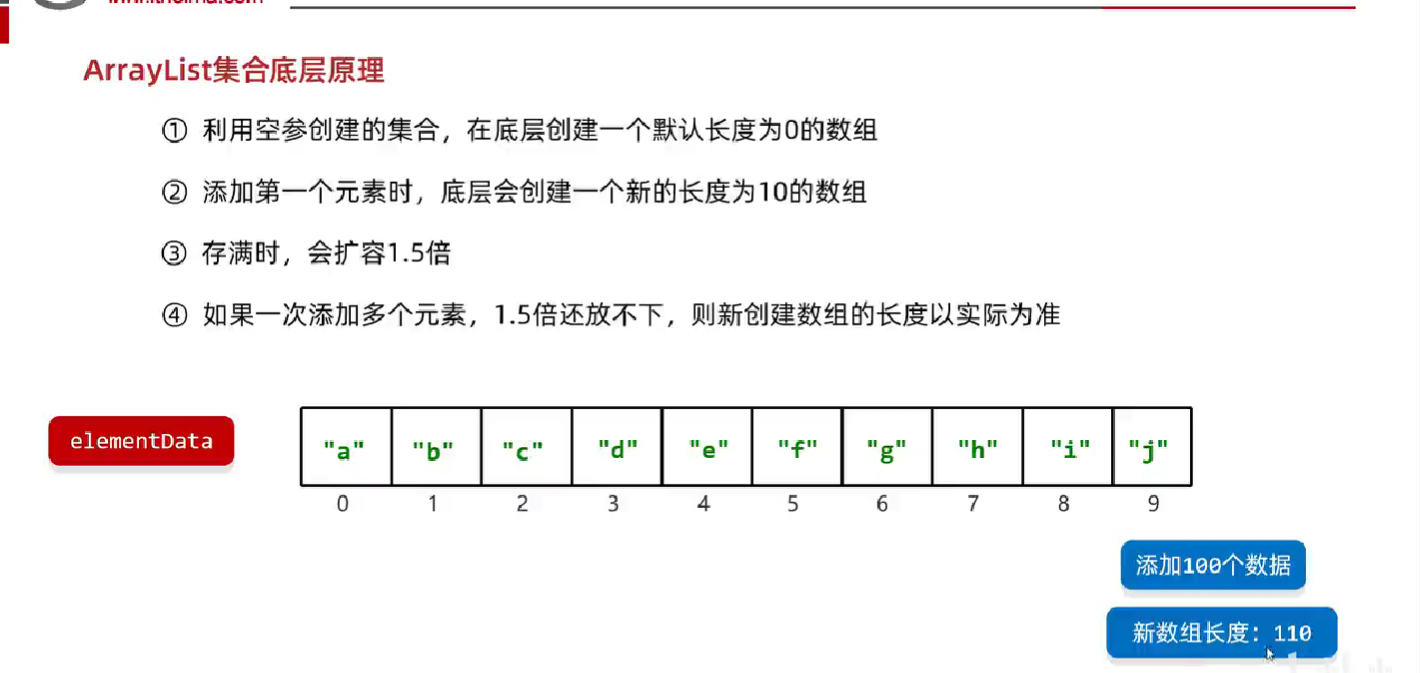 ArrayList集合底层原理
① 利用空参创建的集合，在底层创建一个默认长度为0的数组
② 添加第一个元素时，底层会创建一个新的长度为10的数组
③ 存满时，会扩容1.5倍
④ 如果一次添加多个元素，1.5倍还放不下，则新创建数组的长度以实际为准
elementData "a" "b" "c" "d" "e" "f" "g" "h" "i" "j"
0 1 2 3 4 5 6 7 8 9
添加100个数据
新数组长度：110